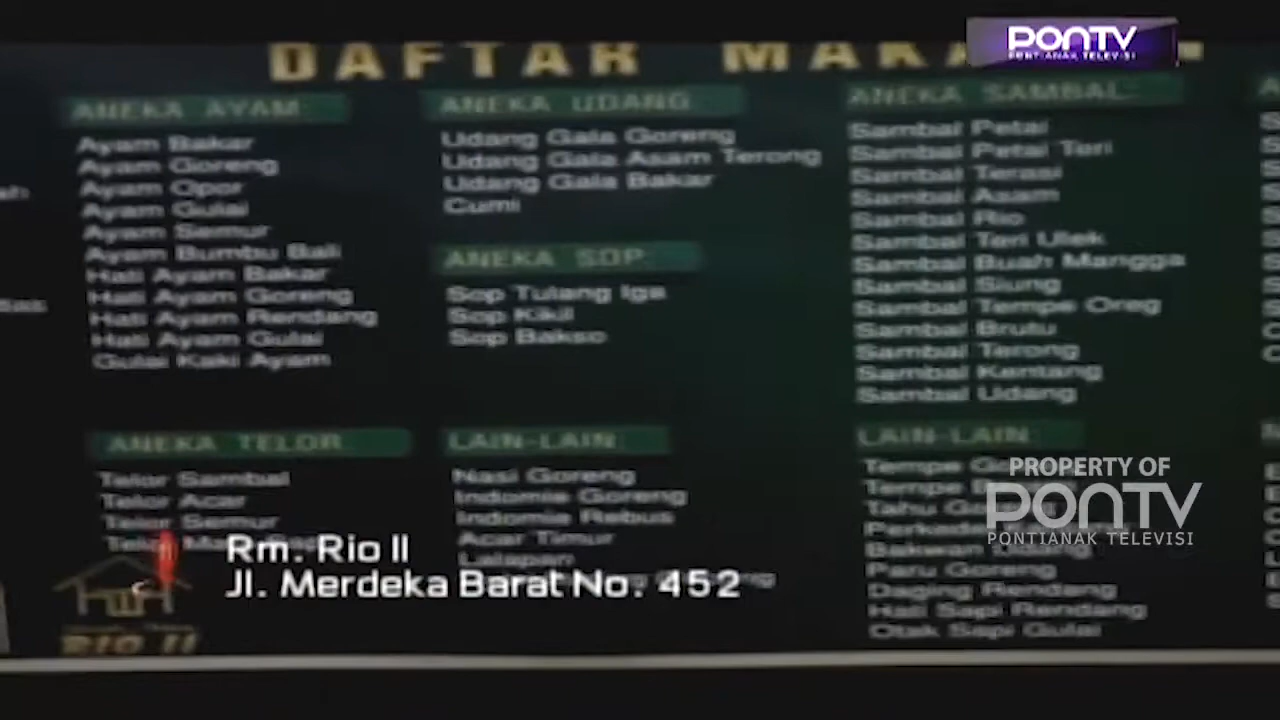 PONTV
PONTIANAK TELEVISI
DAFTAR
ANEKA AYAM
Ayam Bakar
Ayam Goreng
Ayam Opor
Ayam Gulai
Ayam Semur
Ayam Bumbu Bali
Hati Ayam Bakar
Hati Ayam Goreng
Hati Ayam Rendang
Hati Ayam Gulai
Gulai Kaki Ayam
ANEKA UDANG
Udang Gala Goreng
Udang Gala Asam Terong
Udang Gala Bakar
Cumi
ANEKA SOP:
Sop Tulang Iga
Sop Kikil
Sop Bakso
ANEKA SAMBAL:
Sambal Petai
Sambal Petai Teri
Sambal Terasi
Sambal Asam
Sambal Rio
Sambal Teri Ulek
Sambal Buah Mangga
Sambal Siung
Sambal Tempe Oreg
Sambal Brutu
Sambal Terong
Sambal Kentang
Sambal Udang
ANEKA TELOR
Telor Sambal
Telor Acar
Telor Semur
LAIN-LAIN:
Nasi Goreng
Indomie Goreng
Indomie Rebus
Acar Timur
Lalapan
LAIN-LAIN:
Tempe
Tempe
Tahu
Bakwan
Paru Goreng
Daging Rendang
Hati Sapi Rendang
Otak Sapi Gulai
PROPERTY OF
PONTV
PONTIANAK TELEVISI
Rm. Rio II
Jl. Merdeka Barat No. 452
RIO II